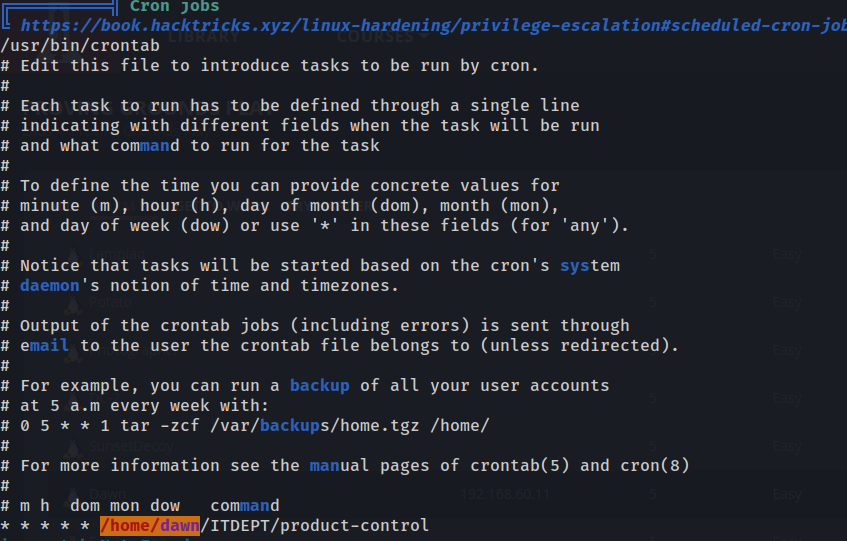 Cron jobs
https://book.hacktricks.xyz/linux-hardening/privilege-escalation#scheduled-cron-job
/usr/bin/crontab
# Edit this file to introduce tasks to be run by cron.
#
# Each task to run has to be defined through a single line
# indicating with different fields when the task will be run
# and what command to run for the task
#
# To define the time you can provide concrete values for
# minute (m), hour (h), day of month (dom), month (mon),
# and day of week (dow) or use '*' in these fields (for 'any').
#
# Notice that tasks will be started based on the cron's system
# daemon's notion of time and timezones.
#
# Output of the crontab jobs (including errors) is sent through
# email to the user the crontab file belongs to (unless redirected).
#
# For example, you can run a backup of all your user accounts
# at 5 a.m every week with:
# 0 5 * * 1 tar -zcf /var/backups/home.tgz /home/
#
# For more information see the manual pages of crontab(5) and cron(8)
#
# m h  dom mon dow   command
* * * * * /home/dawn/ITDEPT/product-control